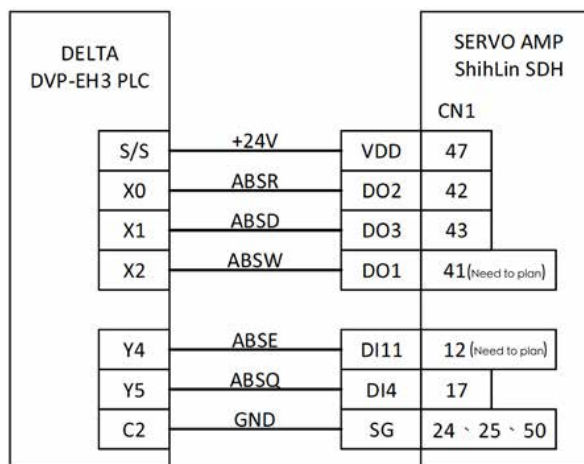 DELTA
DVP-EH3 PLC
SERVO AMP
ShihLin SDH
CN1
S/S +24V VDD 47
X0 ABSR DO2 42
X1 ABSD DO3 43
X2 ABSW DO1 41(Need to plan)
Y4 ABSE DI11 12(Need to plan)
Y5 ABSQ DI4 17
C2 GND SG 24、25、50